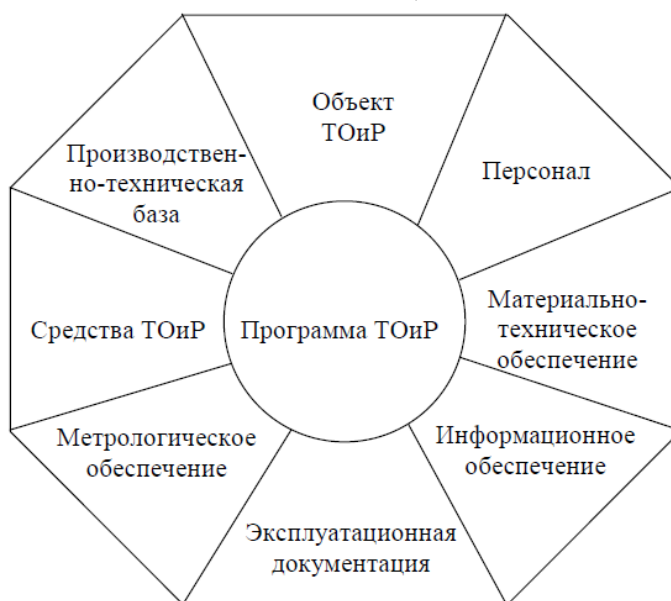 Объект
ТОиР
Производствен-
но-техническая
база
Персонал
Средства ТОиР
Программа ТОиР
Материально-
техническое
обеспечение
Метрологическое
обеспечение
Информационное
обеспечение
Эксплуатационная
документация